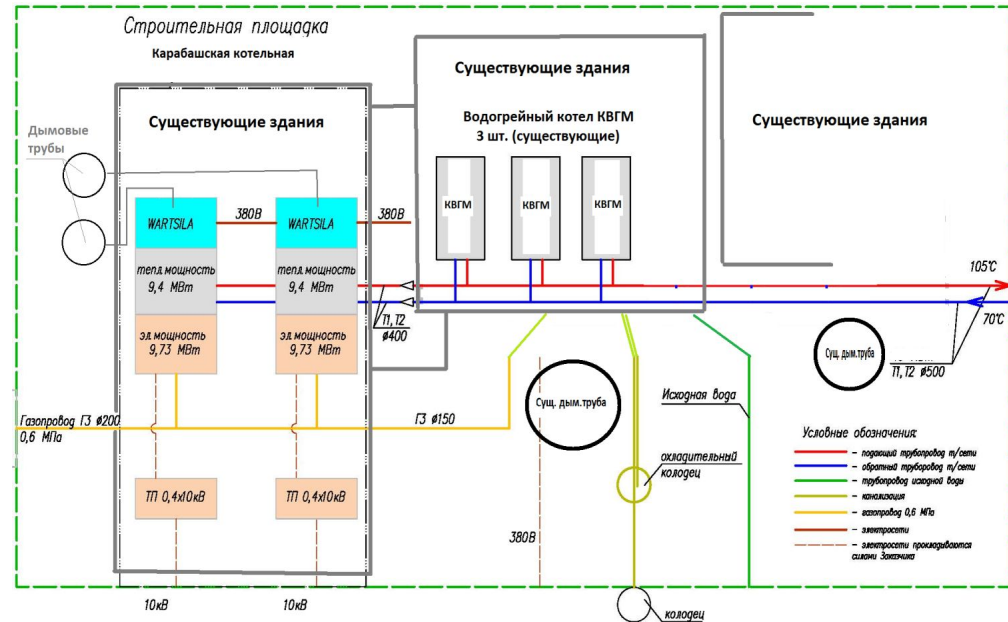 Строительная площадка
Карабашская котельная
Существующие здания
Дымовые
трубы
WARTSILA
380В
WARTSILA
380В
тепл. мощность
9,4 МВт
тепл. мощность
9,4 МВт
эл. мощность
9,73 МВт
эл. мощность
9,73 МВт
Газопровод Г3 ϕ200
0,6 МПа
Г3 ϕ150
ТП 0,4х10кВ
ТП 0,4х10кВ
10кВ
10кВ
Существующие здания
Водогрейный котел КВГМ
3 шт. (существующие)
КВГМ
КВГМ
КВГМ
Т1, Т2
ϕ400
Существующие здания
105°С
70°С
Сущ. дым.труба
Т1, Т2 ϕ500
Сущ. дым.труба
Исходная вода
охладительный
колодец
380В
колодец
Условные обозначения:
– подающий трубопровод т/сети
– обратный труборовод т/сети
– трубопровод исходной воды
– канализация
– газопровод 0,6 МПа
– электросети
– электросети прокладываются
силами Заказчика